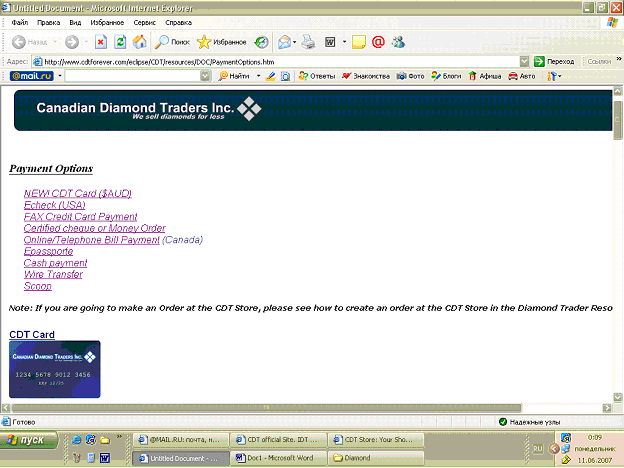 Untitled Document - Microsoft Internet Explorer
Файл Правка Вид Избранное Сервис Справка
Назад Поиск Избранное
Адрес: http://www.cdtforever.com/eclipse/CDT/resources/DOC/PaymentOptions.htm Переход Ссылки
@mail.ru Найти Ответы Знакомства Фото Блоги Афиша Авто
Canadian Diamond Traders Inc.
We sell diamonds for less
Payment Options
NEW! CDT Card ($AUD)
Echeck (USA)
FAX Credit Card Payment
Certified cheque or Money Order
Online/Telephone Bill Payment (Canada)
Epassporte
Cash payment
Wire Transfer
Scoop
Note: If you are going to make an Order at the CDT Store, please see how to create an order at the CDT Store in the Diamond Trader Reso
CDT Card
Canadian Diamond Traders Inc.
1234 5678 9012 3456
Готово Надежные узлы
пуск @MAIL.RU: почта, н... CDT official Site. IDT ... CDT Store: Your Sho... RU 0:09
понедельник
Untitled Document - ... Doc1 - Microsoft Word Diamond 11.06.2007